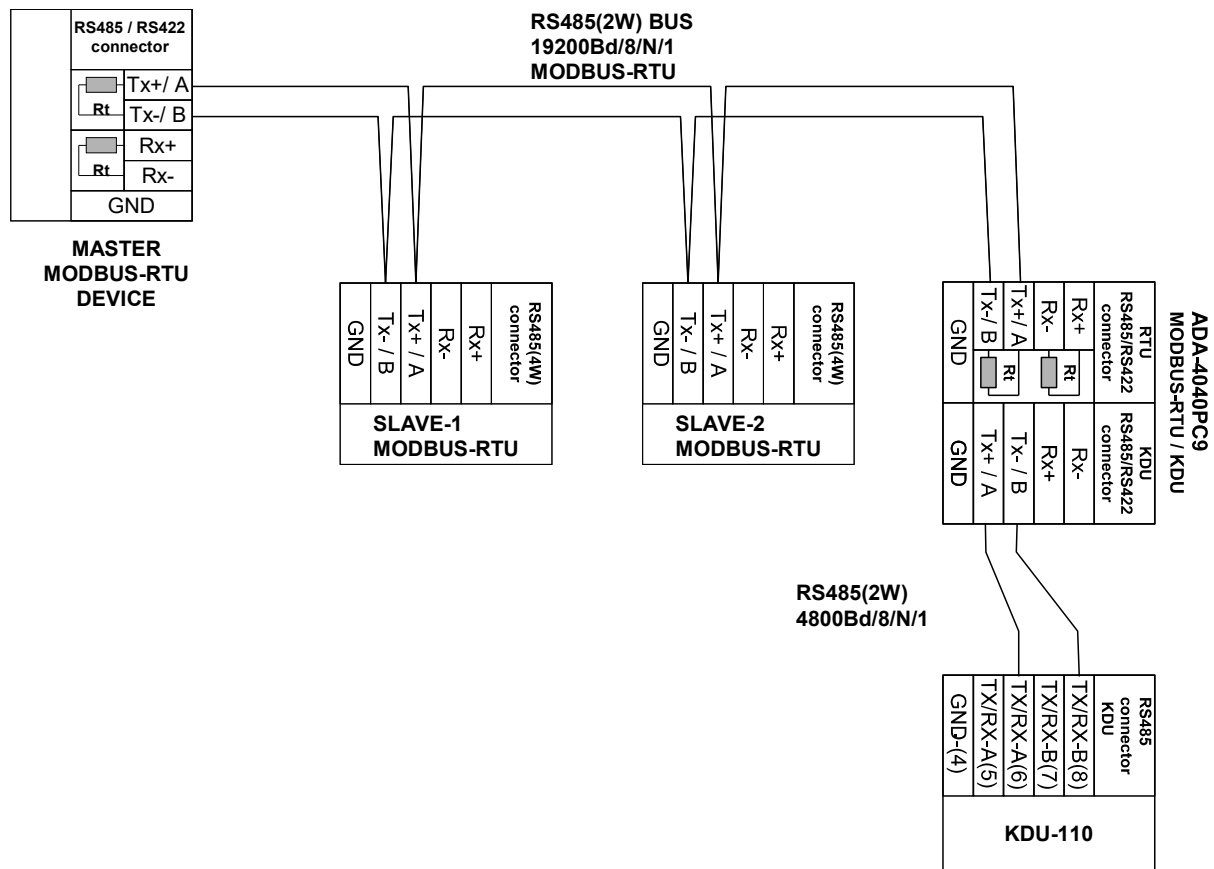 RS485 / RS422
connector
Tx+/ A
Rt
Tx-/ B
Rx+
Rt
Rx-
GND
MASTER
MODBUS-RTU
DEVICE
RS485(2W) BUS
19200Bd/8/N/1
MODBUS-RTU
GND
Tx- / B
Tx+ / A
Rx-
Rx+
RS485(4W)
connector
SLAVE-1
MODBUS-RTU
GND
Tx- / B
Tx+ / A
Rx-
Rx+
RS485(4W)
connector
SLAVE-2
MODBUS-RTU
GND
Tx-/ B
Tx+/ A
Rx-
Rx+
RTU
RS485/RS422
connector
Rt
Rt
GND
Tx+ / A
Tx- / B
Rx+
Rx-
KDU
RS485/RS422
connector
ADA-4040PC9
MODBUS-RTU / KDU
RS485(2W)
4800Bd/8/N/1
GND-(4)
TX/RX-A(5)
TX/RX-A(6)
TX/RX-B(7)
TX/RX-B(8)
RS485
connector
KDU
KDU-110